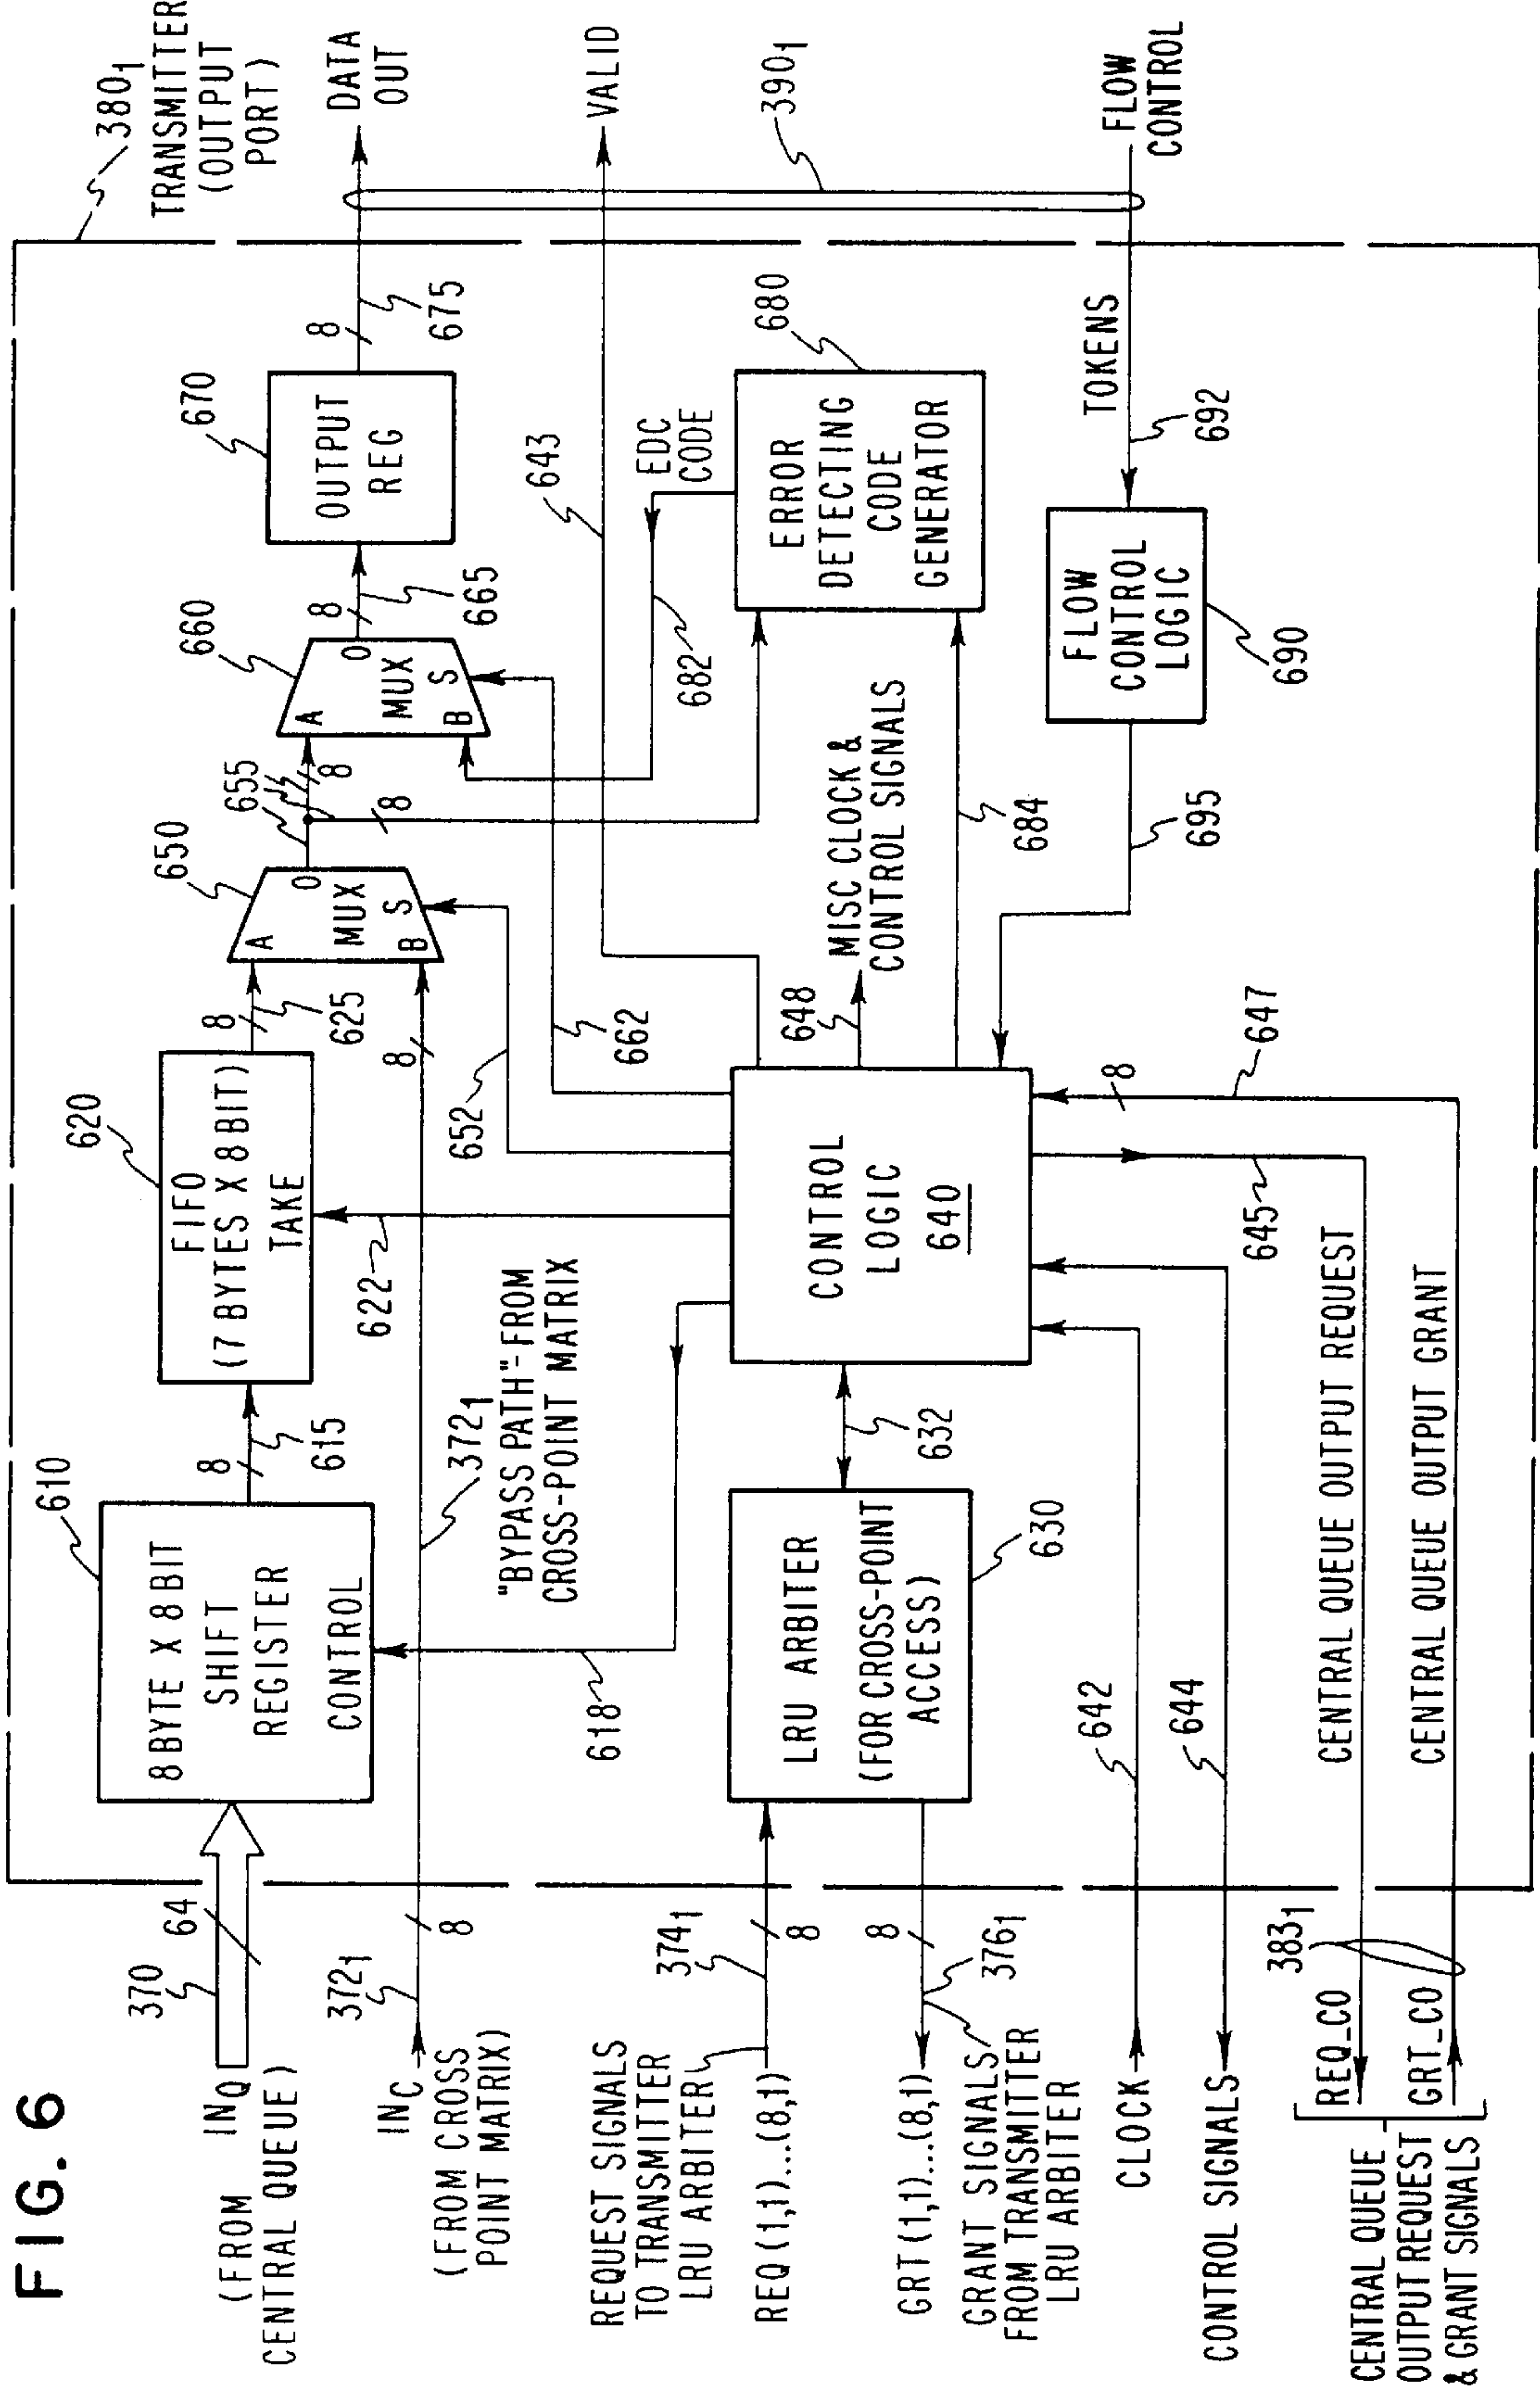 FIG. 6
380₁
TRANSMITTER
(OUTPUT
PORT)
IN_Q
(FROM
CENTRAL QUEUE)
370
64
610
8 BYTE X 8 BIT
SHIFT
REGISTER
CONTROL
8
615
620
FIFO
(7 BYTES X 8 BIT)
TAKE
8
625
650
A
MUX
B
S
O
655
8
8
660
A
MUX
B
S
O
8
665
670
OUTPUT
REG
8
675
DATA
OUT
IN_C
(FROM CROSS
POINT MATRIX)
372₁
8
372₁
"BYPASS PATH" FROM
CROSS-POINT MATRIX
8
618
622
652
662
643
VALID
682
EDC
CODE
680
ERROR
DETECTING
CODE
GENERATOR
390₁
REQUEST SIGNALS
TO TRANSMITTER
LRU ARBITER
REQ (1,1)...(8,1)
374₁
8
GRT (1,1)...(8,1)
8
376₁
GRANT SIGNALS
FROM TRANSMITTER
LRU ARBITER
LRU ARBITER
(FOR CROSS-POINT
ACCESS)
630
632
CONTROL
LOGIC
640
648
MISC CLOCK &
CONTROL SIGNALS
684
695
FLOW
CONTROL
LOGIC
690
TOKENS
692
FLOW
CONTROL
CLOCK
642
CONTROL SIGNALS
644
645
8
647
CENTRAL QUEUE
OUTPUT REQUEST
& GRANT SIGNALS
REQ_CO
GRT_CO
383₁
CENTRAL QUEUE OUTPUT REQUEST
CENTRAL QUEUE OUTPUT GRANT